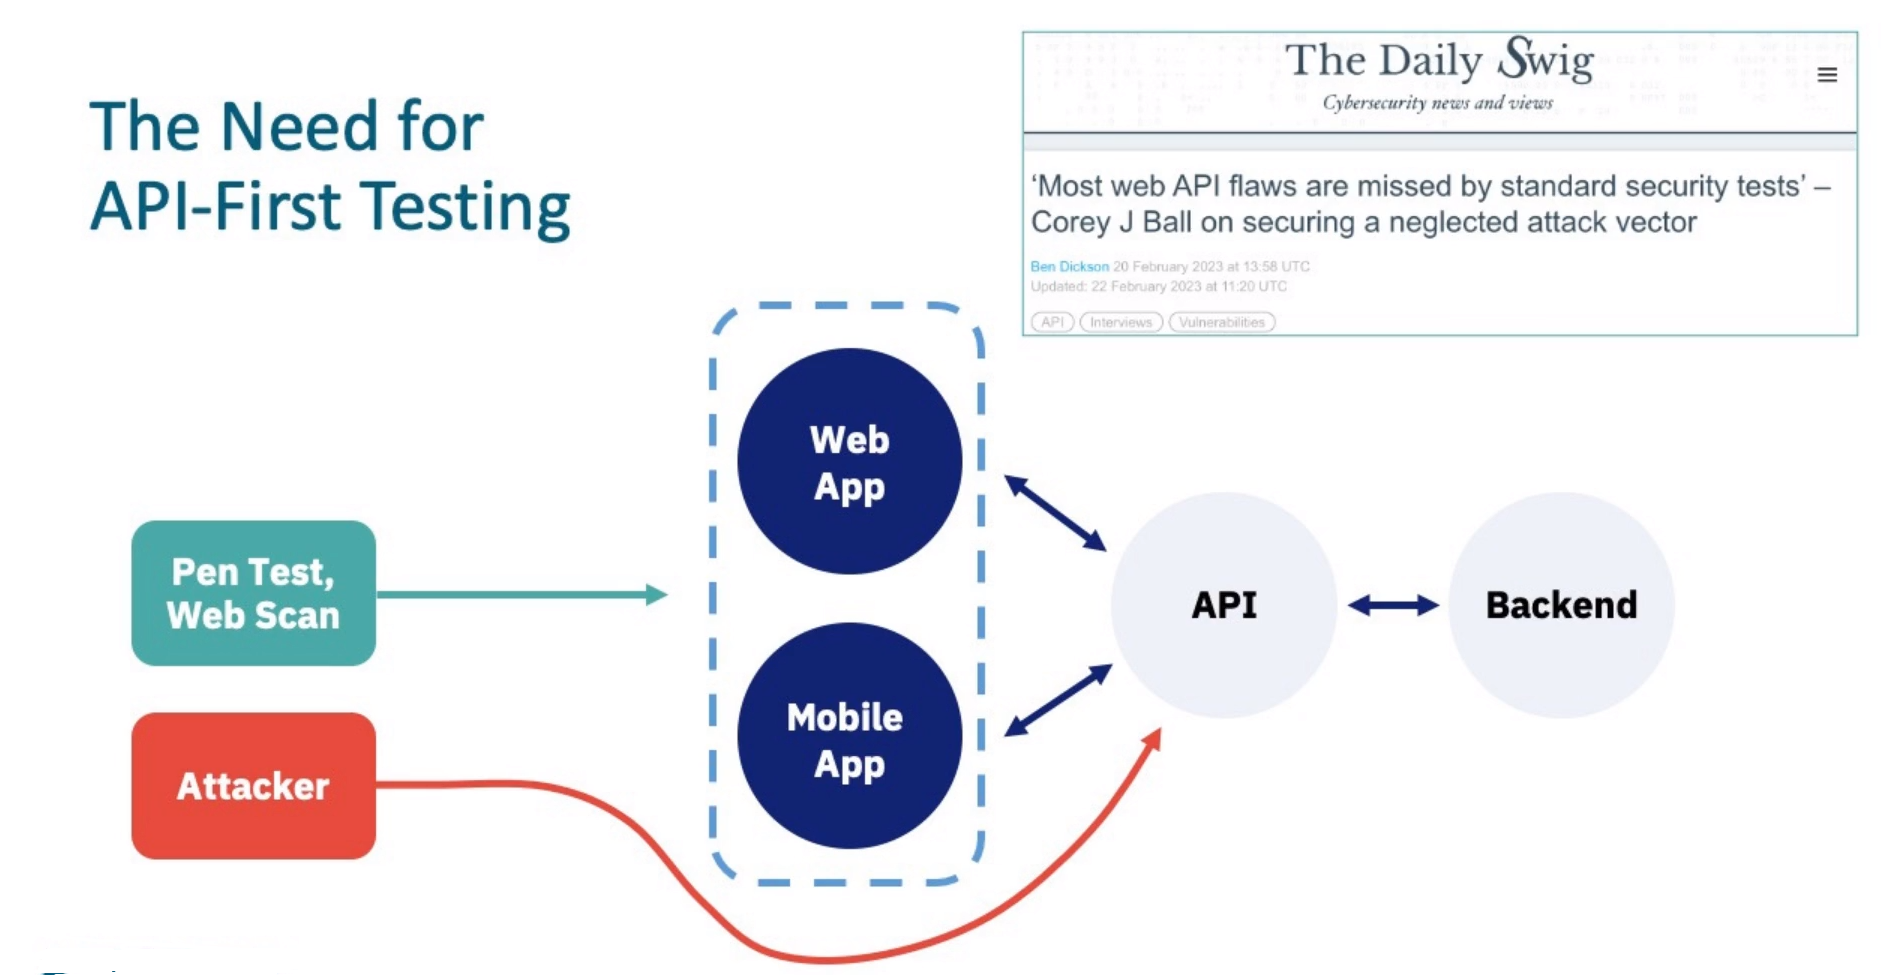 The Need for
API-First Testing
The Daily Swig
Cybersecurity news and views
‘Most web API flaws are missed by standard security tests’ –
Corey J Ball on securing a neglected attack vector
Ben Dickson 20 February 2023 at 13:58 UTC
Updated: 22 February 2023 at 11:20 UTC
API Interviews Vulnerabilities
Web
App
Pen Test,
Web Scan
API
Backend
Mobile
App
Attacker